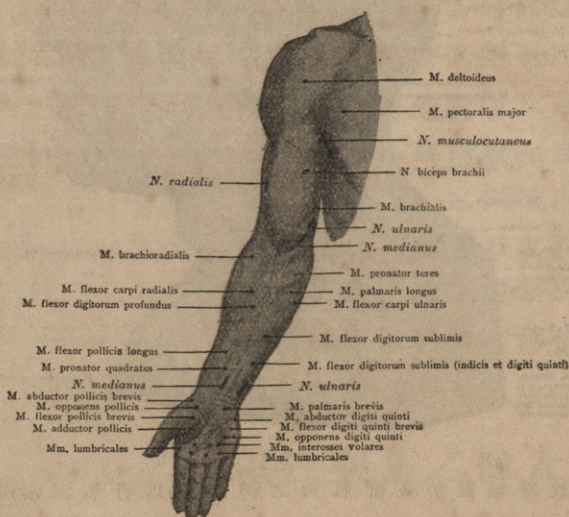 M. deltoideus
M. pectoralis major
N. musculocutaneus
N. biceps brachii
N. radialis
M. brachialis
N. ulnaris
N. medianus
M. brachioradialis
M. pronator teres
M. flexor carpi radialis
M. palmaris longus
M. flexor digitorum profundus
M. flexor carpi ulnaris
M. flexor digitorum sublimis
M. flexor pollicis longus
M. pronator quadratus
M. flexor digitorum sublimis (indicis et digiti quinti)
N. medianus
N. ulnaris
M. abductor pollicis brevis
M. opponens pollicis
M. flexor pollicis brevis
M. adductor pollicis
Mm. lumbricales
M. palmaris brevis
M. abductor digiti quinti
M. flexor digiti quinti brevis
M. opponens digiti quinti
Mm. interossei volares
Mm. lumbricales